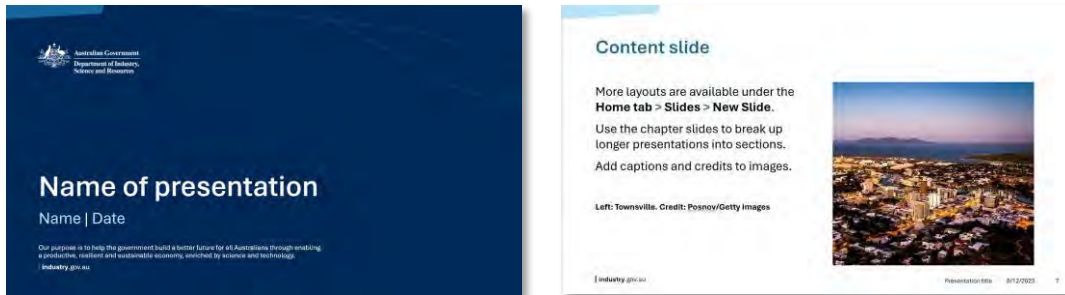 Australian Government
Department of Industry,
Science and Resources
Name of presentation
Name | Date
Our purpose is to help the government build a better future for all Australians through enabling
a productive, resilient and sustainable economy, enriched by science and technology.
| industry.gov.au
Content slide
More layouts are available under the
Home tab > Slides > New Slide.
Use the chapter slides to break up
longer presentations into sections.
Add captions and credits to images.
Left: Townsville. Credit: Posnov/Getty images
| industry.gov.au
Presentation title 8/12/2023 7